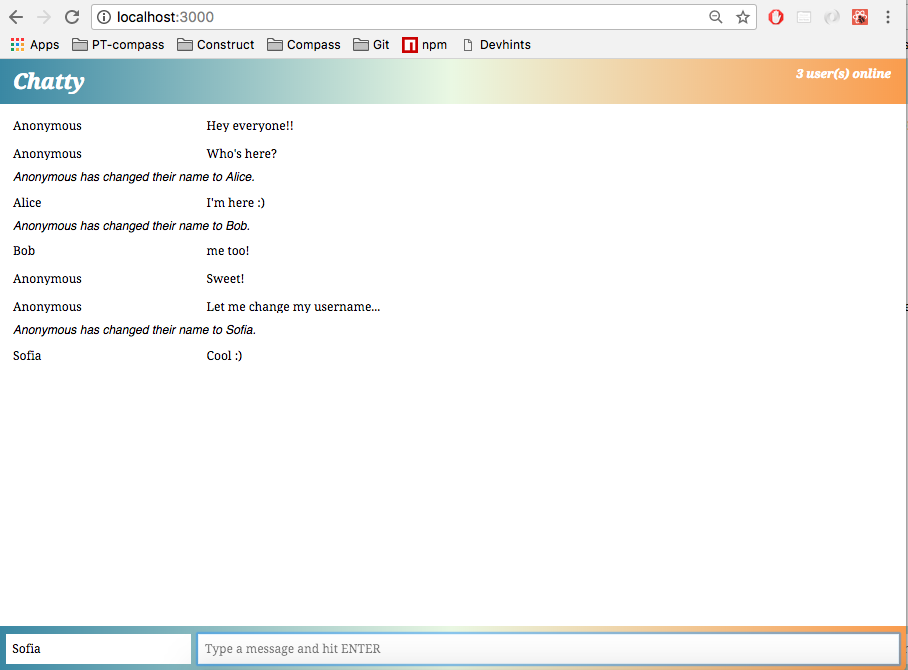 localhost:3000
Apps PT-compass Construct Compass Git npm Devhints
Chatty 3 user(s) online
Anonymous Hey everyone!!
Anonymous Who's here?
Anonymous has changed their name to Alice.
Alice I'm here :)
Anonymous has changed their name to Bob.
Bob me too!
Anonymous Sweet!
Anonymous Let me change my username...
Anonymous has changed their name to Sofia.
Sofia Cool :)
Sofia Type a message and hit ENTER